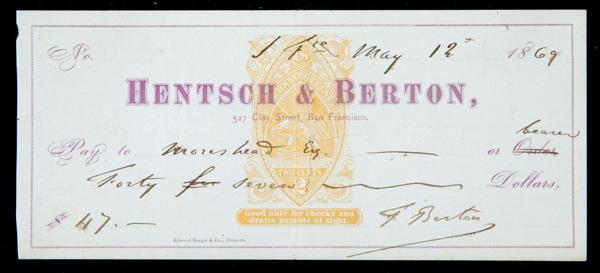 No. S Fco May 12th 1869
HENTSCH & BERTON,
527 Clay Street, San Francisco.
bearer
Pay to Moreshead Esq. — or Order
TWO CENTS
Forty for seven Dollars,
$ 47.—
Good only for checks and
drafts payable at sight.
F. Berton
Edward Bosqui & Co., Printers.